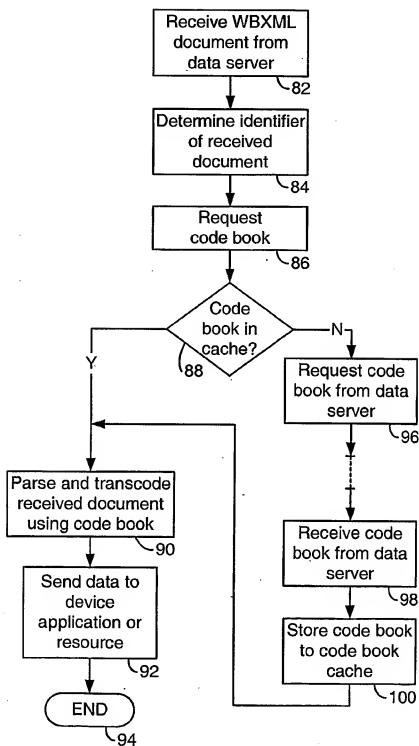 Receive WBXML
document from
data server
82
Determine identifier
of received
document
84
Request
code book
86
Code
book in
cache?
88
Y
N
Request code
book from data
server
96
Receive code
book from data
server
98
Store code book
to code book
cache
100
Parse and transcode
received document
using code book
90
Send data to
device
application or
resource
92
END
94